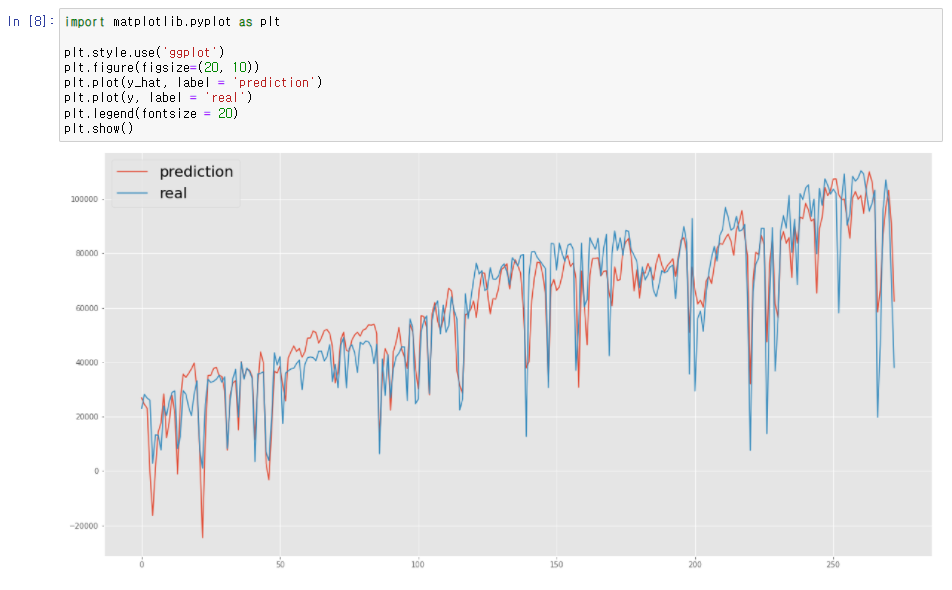 In [8]: import matplotlib.pyplot as plt
plt.style.use('ggplot')
plt.figure(figsize=(20, 10))
plt.plot(y_hat, label = 'prediction')
plt.plot(y, label = 'real')
plt.legend(fontsize = 20)
plt.show()
prediction
real
100000
80000
60000
40000
20000
0
−20000
0 50 100 150 200 250